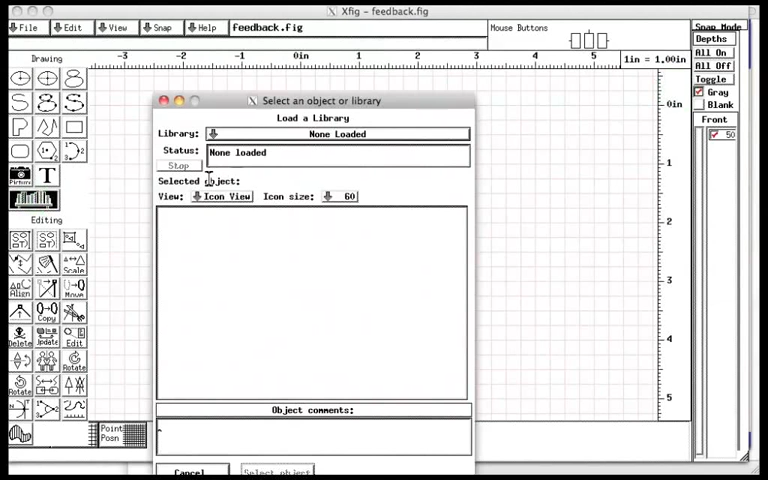 Xfig - feedback.fig
File Edit View Snap Help feedback.fig
Mouse Buttons
Snap Mode
Depths
All On
All Off
Toggle
Gray
Blank
Front
50
Drawing
-3 -2 -1 0in 1 2 3 4 5 1in = 1.00in
0in
1
2
3
4
5
Picture
T
Editing
Scale
Align
Move
Copy
Delete
Update
Edit
Rotate
Rotate
Point
Posn
Select an object or library
Load a Library
Library: None Loaded
Status: None loaded
Stop
Selected object:
View: Icon View Icon size: 60
Object comments:
Cancel Select object